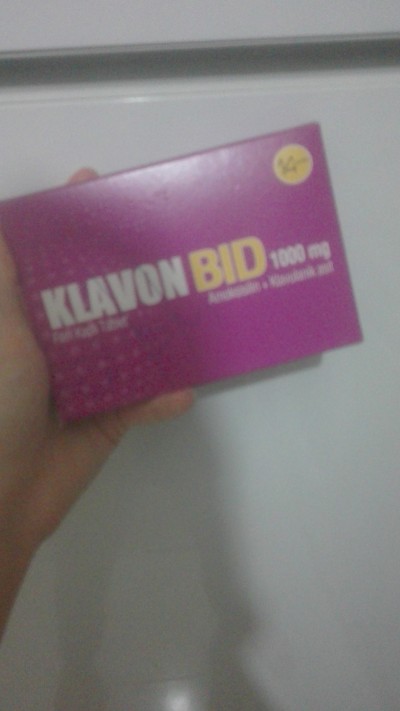 KLAVON BID 1000 mg
Amoksisilin + Klavulanik asit
Film Kaplı Tablet